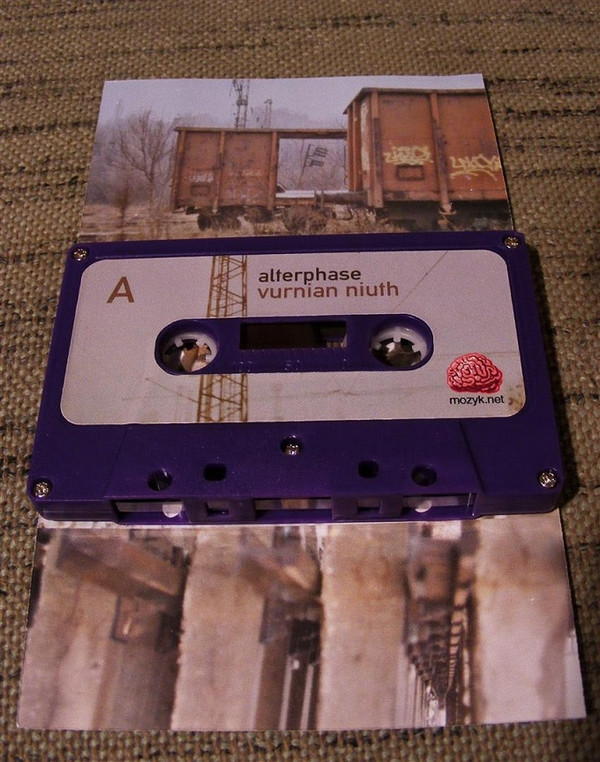 A
alterphase
vurnian niuth
mozyk.net